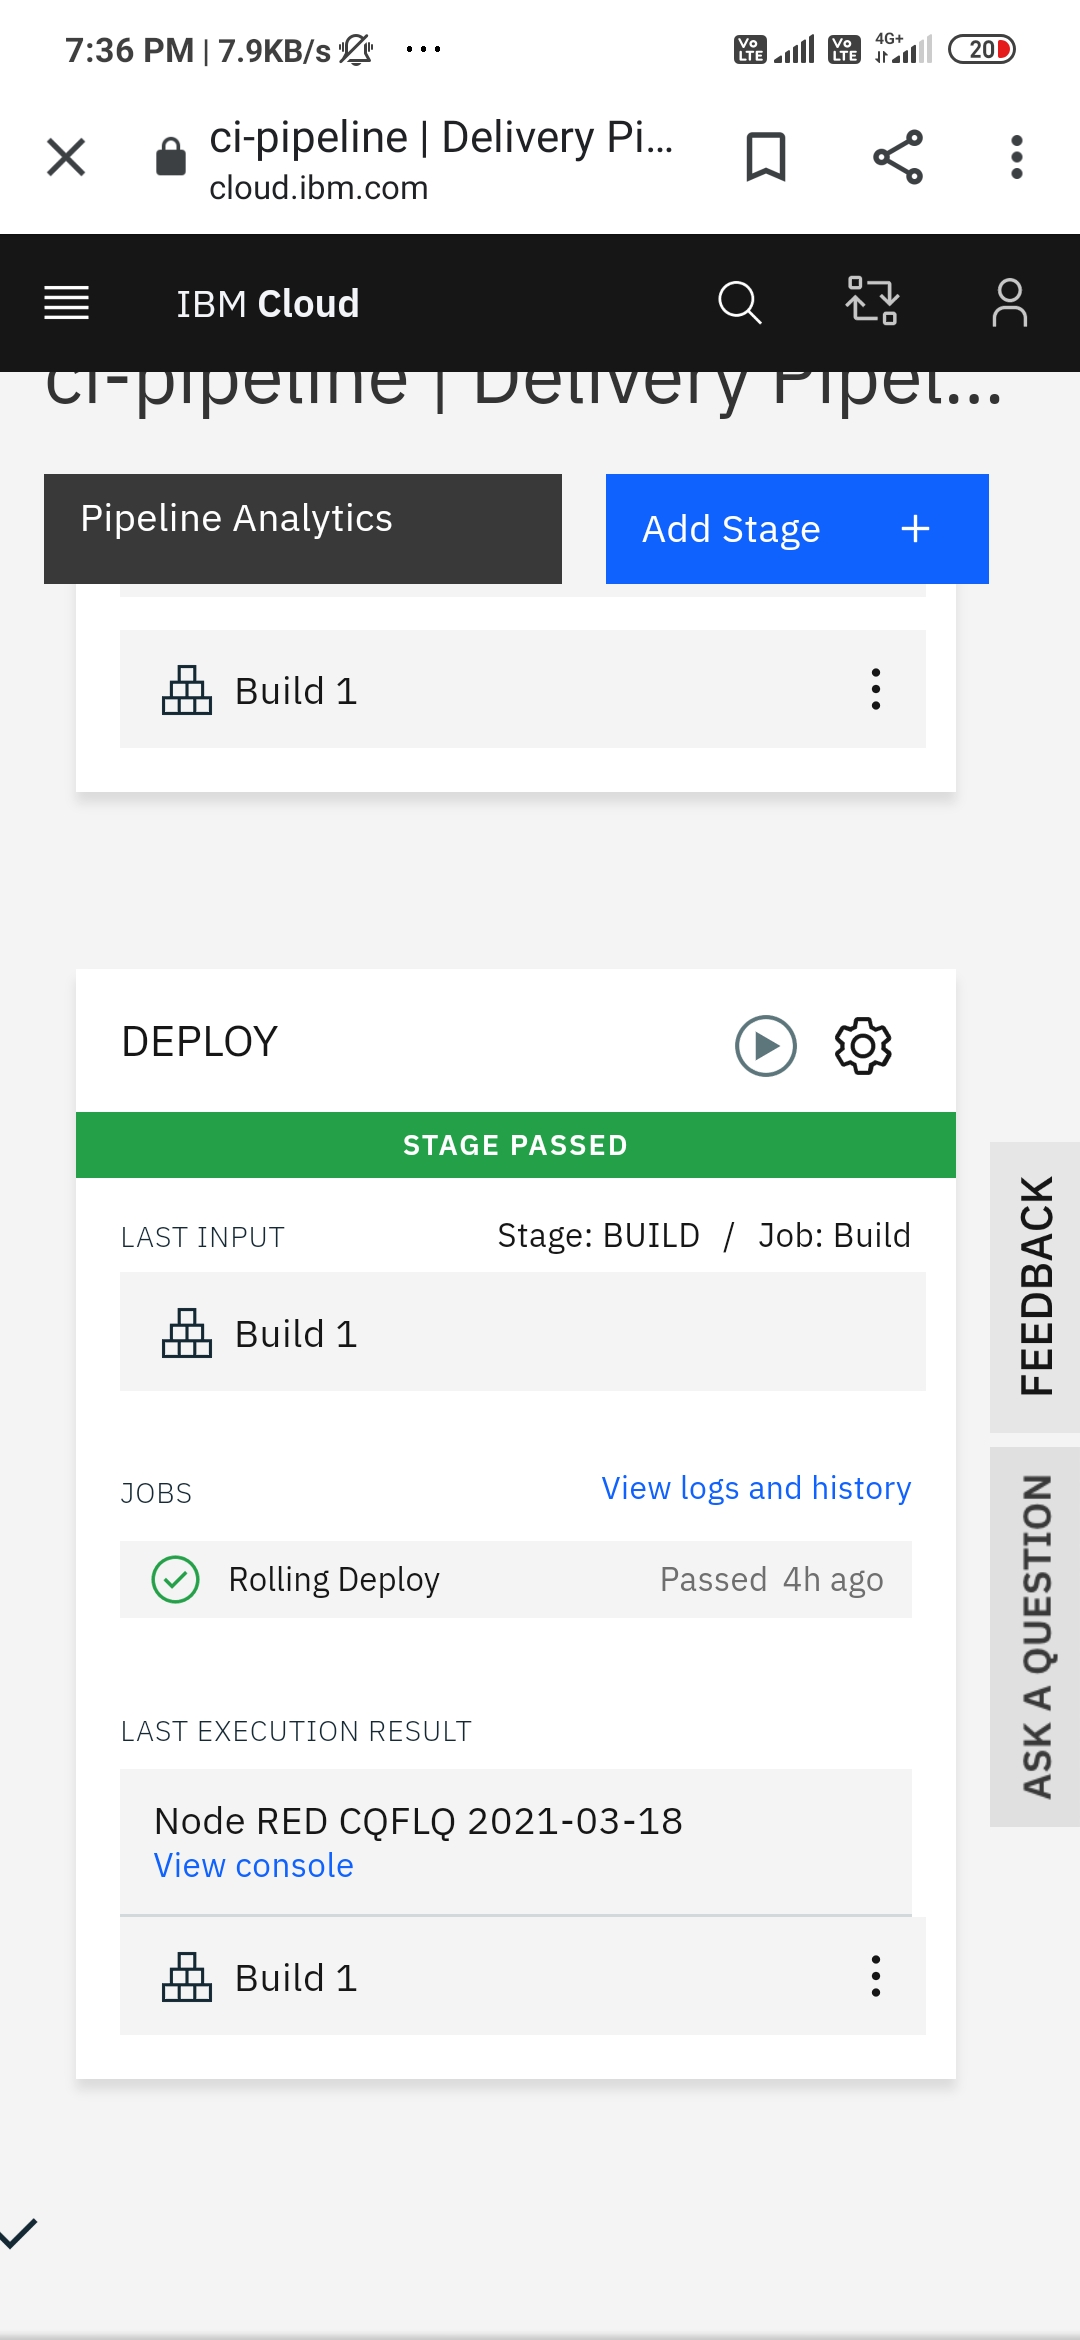 7:36 PM | 7.9KB/s ...
Vo LTE Vo LTE 4G+ 20
ci-pipeline | Delivery Pi...
cloud.ibm.com
IBM Cloud
ci-pipeline | Delivery Pipel...
Pipeline Analytics
Add Stage +
Build 1
DEPLOY
STAGE PASSED
LAST INPUT Stage: BUILD / Job: Build
Build 1
JOBS View logs and history
Rolling Deploy Passed 4h ago
LAST EXECUTION RESULT
Node RED CQFLQ 2021-03-18
View console
Build 1
FEEDBACK
ASK A QUESTION